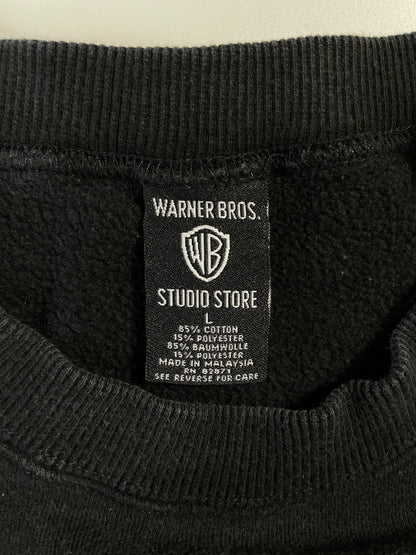 WARNER BROS.
WB
STUDIO STORE
L
85% COTTON
15% POLYESTER
85% BAUMWOLLE
15% POLYESTER
MADE IN MALAYSIA
RN 82871
SEE REVERSE FOR CARE